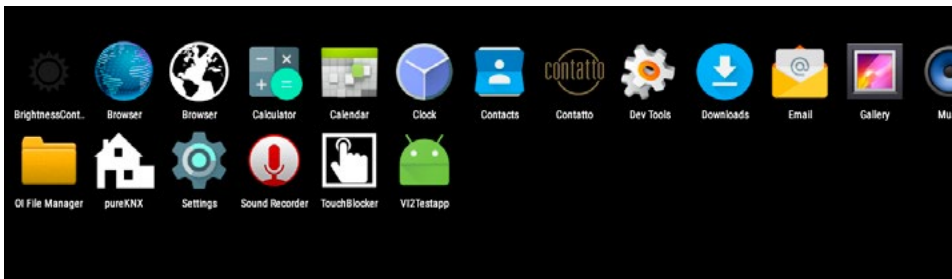 contatto
BrightnessCont..
Browser
Browser
Calculator
Calendar
Clock
Contacts
Contatto
Dev Tools
Downloads
Email
Gallery
Mu
OI File Manager
pureKNX
Settings
Sound Recorder
TouchBlocker
VI2Testapp